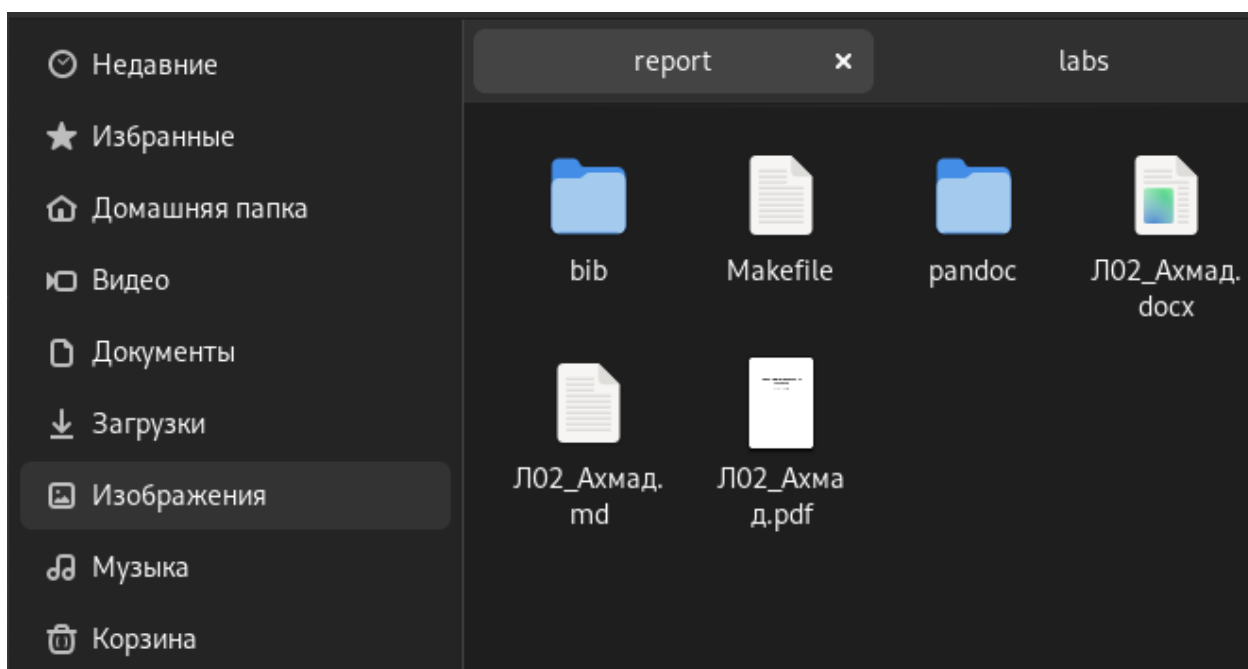 Недавние
Избранные
Домашняя папка
Видео
Документы
Загрузки
Изображения
Музыка
Корзина
report
labs
bib
Makefile
pandoc
Л02_Ахмад.
docx
Л02_Ахмад.
md
Л02_Ахма
д.pdf